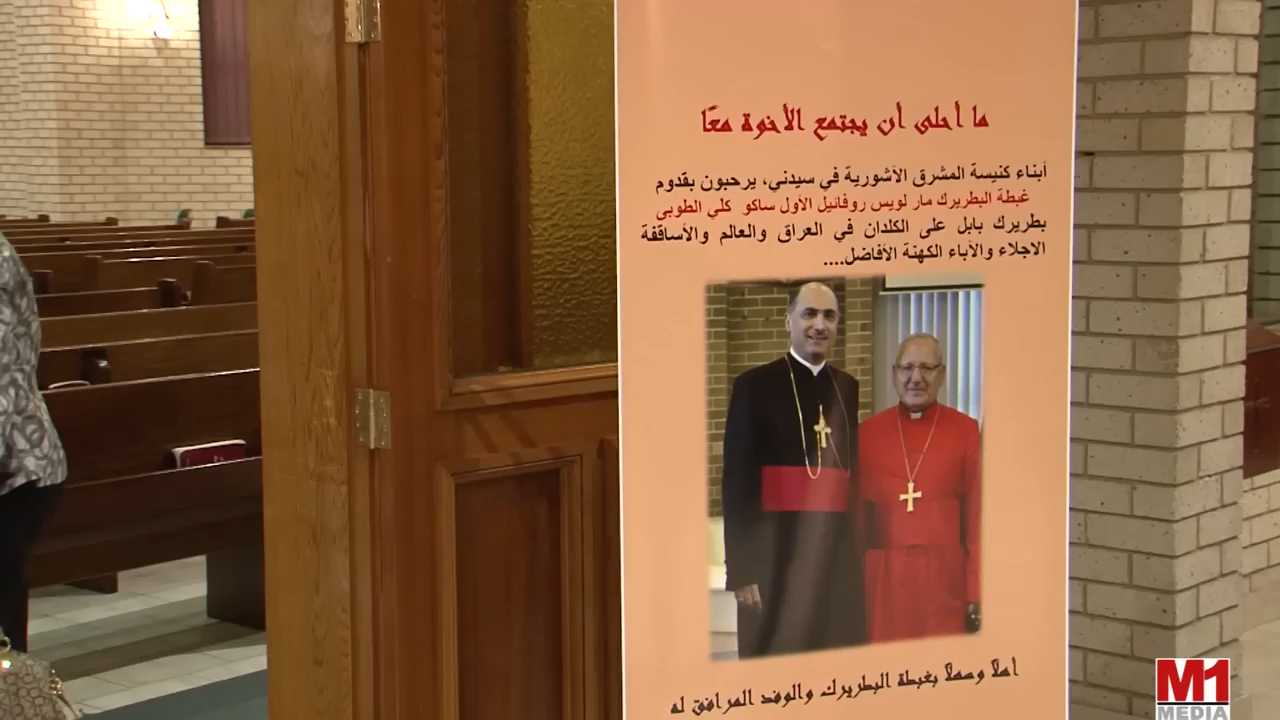 ما أحلى أن يجتمع الأخوة معًا
أبناء كنيسة المشرق الآشورية في سيدني، يرحبون بقدوم
غبطة البطريرك مار لويس روفائيل الأول ساكو كلي الطوبى
بطريرك بابل على الكلدان في العراق والعالم والأساقفة
الاجلاء والآباء الكهنة الأفاضل....
اهلا وسهلا بغبطة البطريرك والوفد المرافق له
M1
MEDIA